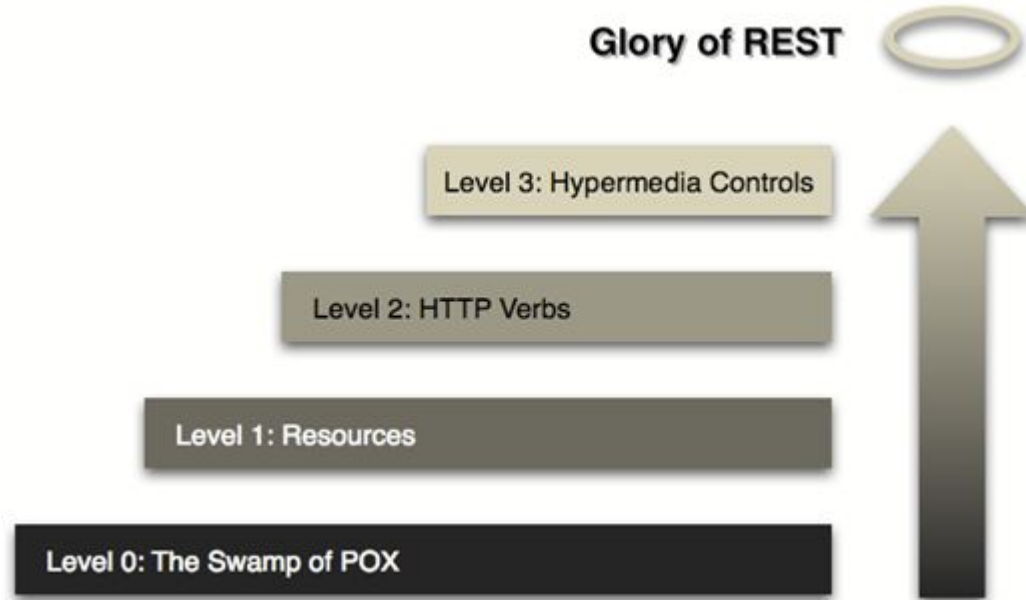 Glory of REST
Level 3: Hypermedia Controls
Level 2: HTTP Verbs
Level 1: Resources
Level 0: The Swamp of POX